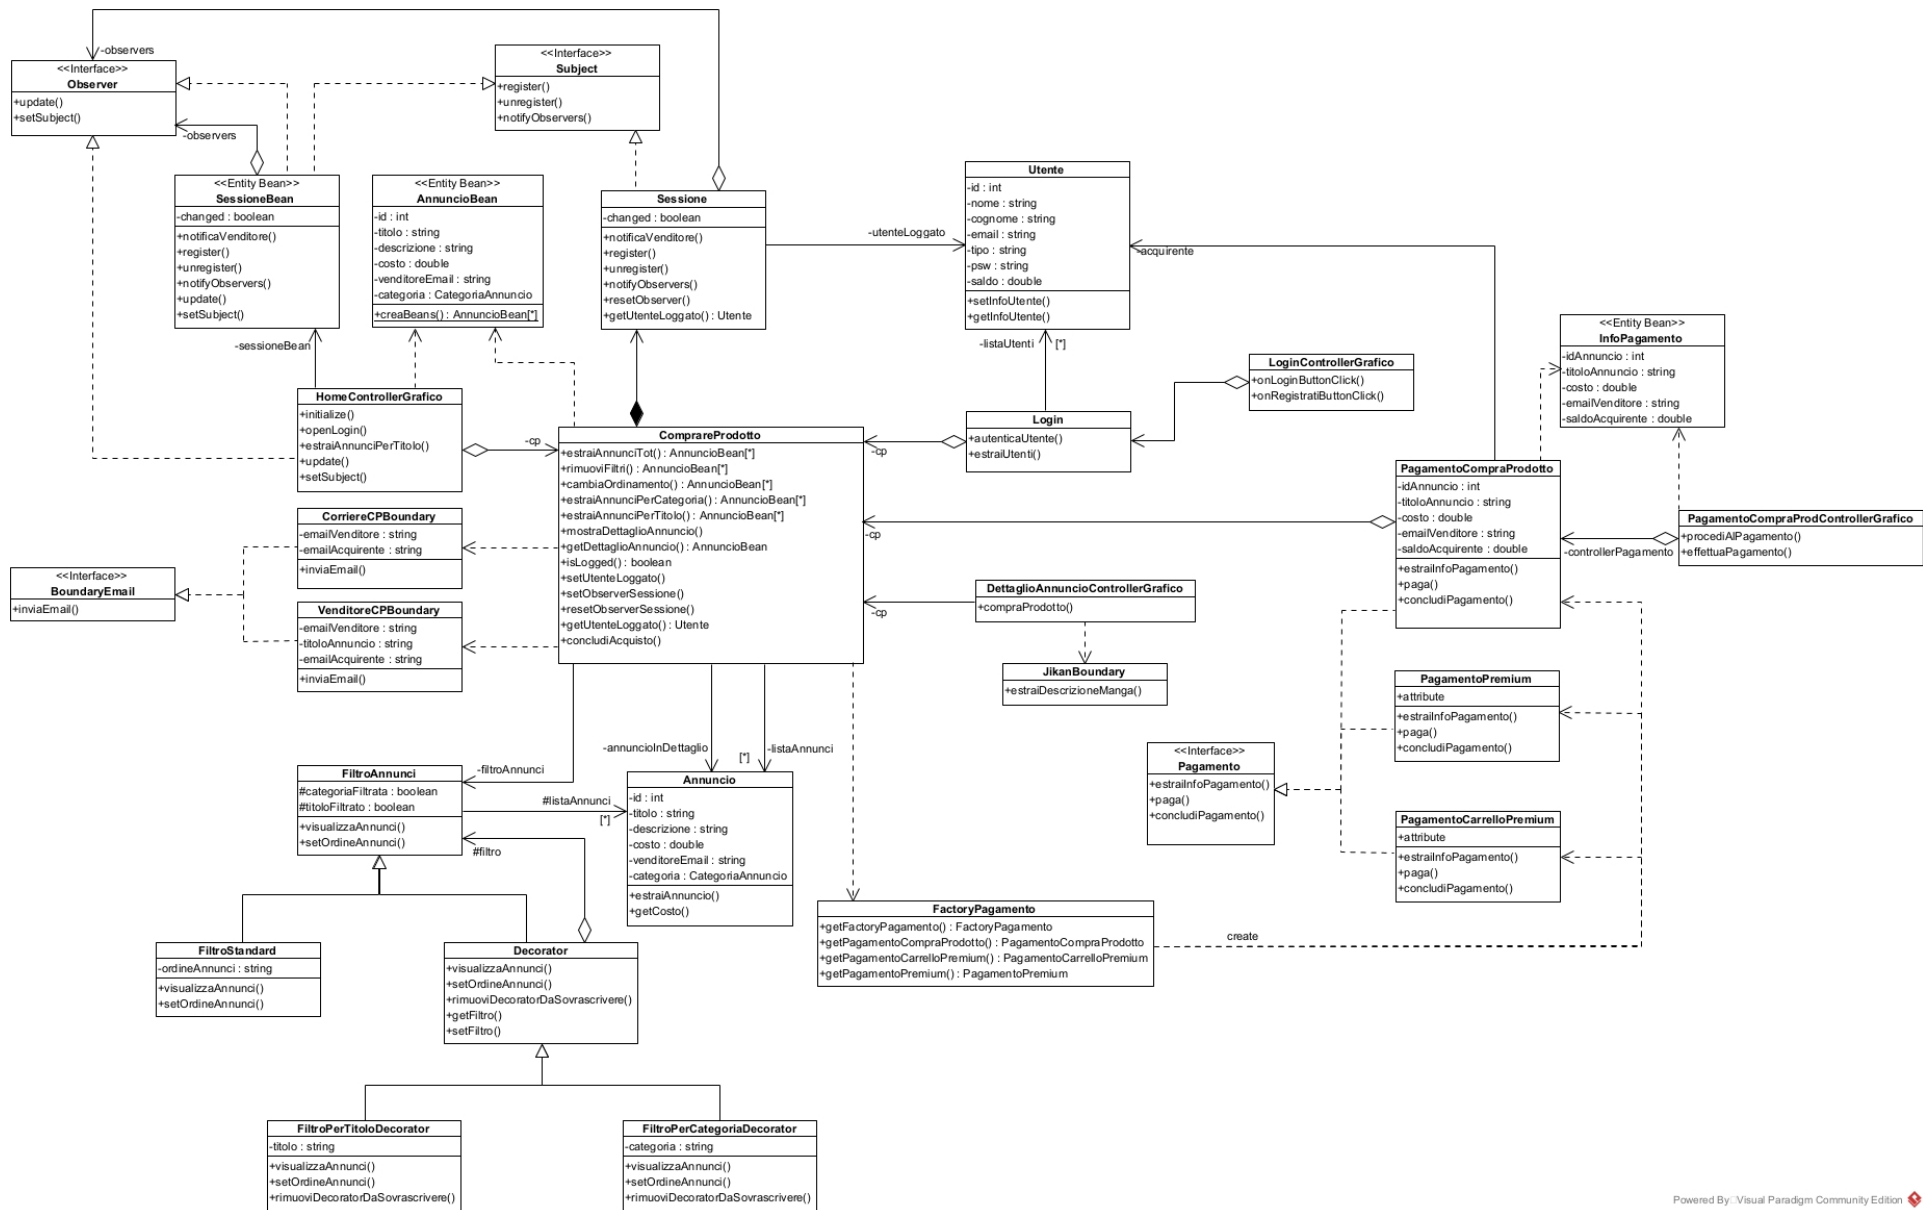 -observers
<<Interface>>
Observer
+update()
+setSubject()
<<Interface>>
Subject
+register()
+unregister()
+notifyObservers()
-observers
<<Entity Bean>>
SessioneBean
-changed : boolean
+notificaVenditore()
+register()
+unregister()
+notifyObservers()
+update()
+setSubject()
<<Entity Bean>>
AnnuncioBean
-id : int
-titolo : string
-descrizione : string
-costo : double
-venditoreEmail : string
-categoria : CategoriaAnnuncio
+creaBeans() : AnnuncioBean[*]
Sessione
-changed : boolean
+notificaVenditore()
+register()
+unregister()
+notifyObservers()
+resetObserver()
+getUtenteLoggato() : Utente
-utenteLoggato
Utente
-id : int
-nome : string
-cognome : string
-email : string
-tipo : string
-psw : string
-saldo : double
+setInfoUtente()
+getInfoUtente()
-acquirente
-sessioneBean
-listaUtenti
[*]
<<Entity Bean>>
InfoPagamento
-idAnnuncio : int
-titoloAnnuncio : string
-costo : double
-emailVenditore : string
-saldoAcquirente : double
LoginControllerGrafico
+onLoginButtonClick()
+onRegistratiButtonClick()
HomeControllerGrafico
+initialize()
+openLogin()
+estraiAnnunciPerTitolo()
+update()
+setSubject()
-cp
ComprareProdotto
+estraiAnnunciTot() : AnnuncioBean[*]
+rimuoviFiltri() : AnnuncioBean[*]
+cambiaOrdinamento() : AnnuncioBean[*]
+estraiAnnunciPerCategoria() : AnnuncioBean[*]
+estraiAnnunciPerTitolo() : AnnuncioBean[*]
+mostraDettaglioAnnuncio()
+getDettaglioAnnuncio() : AnnuncioBean
+isLogged() : boolean
+setUtenteLoggato()
+setObserverSessione()
+resetObserverSessione()
+getUtenteLoggato() : Utente
+concludiAcquisto()
-cp
Login
+autenticaUtente()
+estraiUtenti()
PagamentoCompraProdotto
-idAnnuncio : int
-titoloAnnuncio : string
-costo : double
-emailVenditore : string
-saldoAcquirente : double
+estraiInfoPagamento()
+paga()
+concludiPagamento()
-cp
-controllerPagamento
PagamentoCompraProdControllerGrafico
+procediAlPagamento()
+effettuaPagamento()
CorriereCPBoundary
-emailVenditore : string
-emailAcquirente : string
+inviaEmail()
<<Interface>>
BoundaryEmail
+inviaEmail()
VenditoreCPBoundary
-emailVenditore : string
-titoloAnnuncio : string
-emailAcquirente : string
+inviaEmail()
-cp
DettaglioAnnuncioControllerGrafico
+compraProdotto()
JikanBoundary
+estraiDescrizioneManga()
PagamentoPremium
+attribute
+estraiInfoPagamento()
+paga()
+concludiPagamento()
<<Interface>>
Pagamento
+estraiInfoPagamento()
+paga()
+concludiPagamento()
PagamentoCarrelloPremium
+attribute
+estraiInfoPagamento()
+paga()
+concludiPagamento()
-filtroAnnunci
-annuncioInDettaglio
[*]
-listaAnnunci
FiltroAnnunci
#categoriaFiltrata : boolean
#titoloFiltrato : boolean
+visualizzaAnnunci()
+setOrdineAnnunci()
#listaAnnunci
[*]
#filtro
Annuncio
-id : int
-titolo : string
-descrizione : string
-costo : double
-venditoreEmail : string
-categoria : CategoriaAnnuncio
+estraiAnnuncio()
+getCosto()
FactoryPagamento
+getFactoryPagamento() : FactoryPagamento
+getPagamentoCompraProdotto() : PagamentoCompraProdotto
+getPagamentoCarrelloPremium() : PagamentoCarrelloPremium
+getPagamentoPremium() : PagamentoPremium
create
FiltroStandard
-ordineAnnunci : string
+visualizzaAnnunci()
+setOrdineAnnunci()
Decorator
+visualizzaAnnunci()
+setOrdineAnnunci()
+rimuoviDecoratorDaSovrascrivere()
+getFiltro()
+setFiltro()
FiltroPerTitoloDecorator
-titolo : string
+visualizzaAnnunci()
+setOrdineAnnunci()
+rimuoviDecoratorDaSovrascrivere()
FiltroPerCategoriaDecorator
-categoria : string
+visualizzaAnnunci()
+setOrdineAnnunci()
+rimuoviDecoratorDaSovrascrivere()
Powered By Visual Paradigm Community Edition